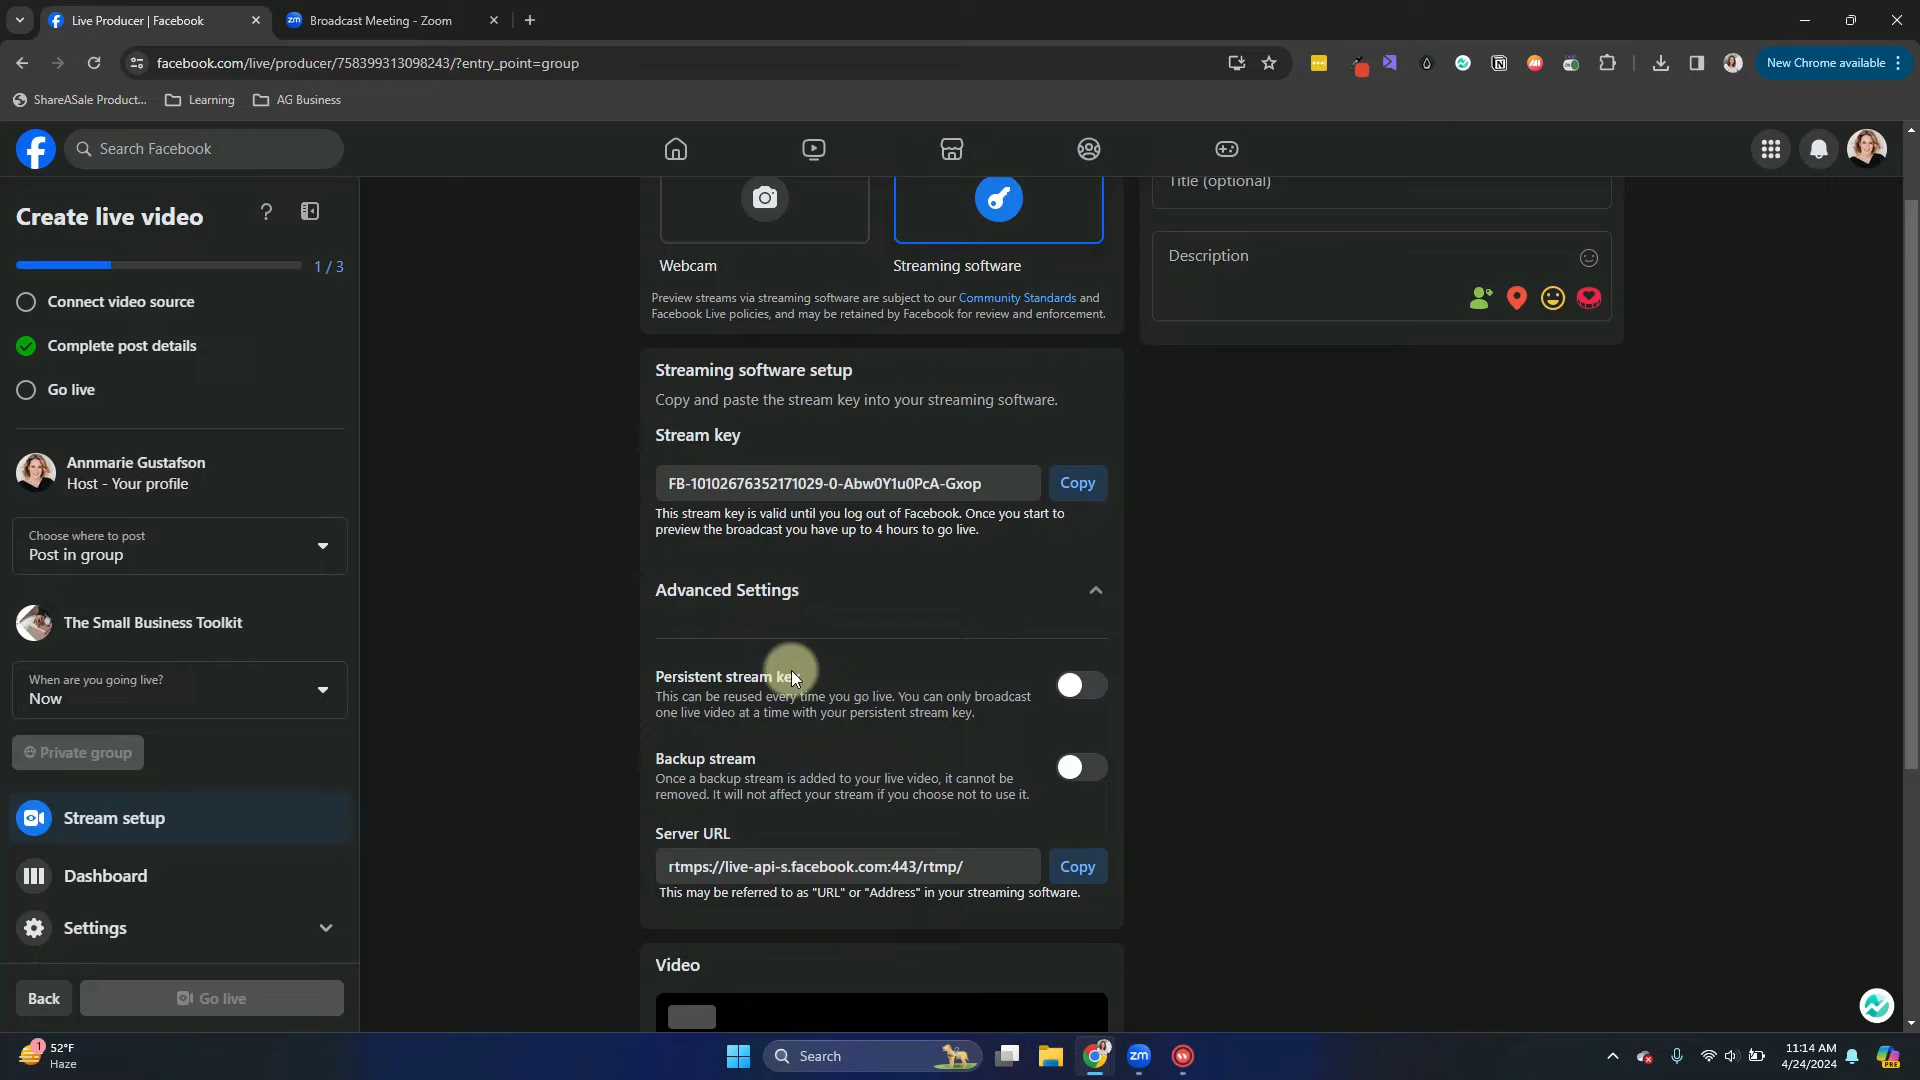 Live Producer | Facebook
zm
Broadcast Meeting - Zoom
facebook.com/live/producer/758399313098243/?entry_point=group
New Chrome available
ShareASale Product...
Learning
AG Business
Search Facebook
Create live video
1 / 3
Connect video source
Complete post details
Go live
Annmarie Gustafson
Host - Your profile
Choose where to post
Post in group
The Small Business Toolkit
When are you going live?
Now
Private group
Stream setup
Dashboard
Settings
Back
Go live
Webcam
Streaming software
Preview streams via streaming software are subject to our Community Standards and
Facebook Live policies, and may be retained by Facebook for review and enforcement.
Streaming software setup
Copy and paste the stream key into your streaming software.
Stream key
FB-10102676352171029-0-Abw0Y1u0PcA-Gxop
Copy
This stream key is valid until you log out of Facebook. Once you start to
preview the broadcast you have up to 4 hours to go live.
Advanced Settings
Persistent stream key
This can be reused every time you go live. You can only broadcast
one live video at a time with your persistent stream key.
Backup stream
Once a backup stream is added to your live video, it cannot be
removed. It will not affect your stream if you choose not to use it.
Server URL
rtmps://live-api-s.facebook.com:443/rtmp/
Copy
This may be referred to as "URL" or "Address" in your streaming software.
Video
Title (optional)
Description
1
52°F
Haze
Search
zm
11:14 AM
4/24/2024
PRE